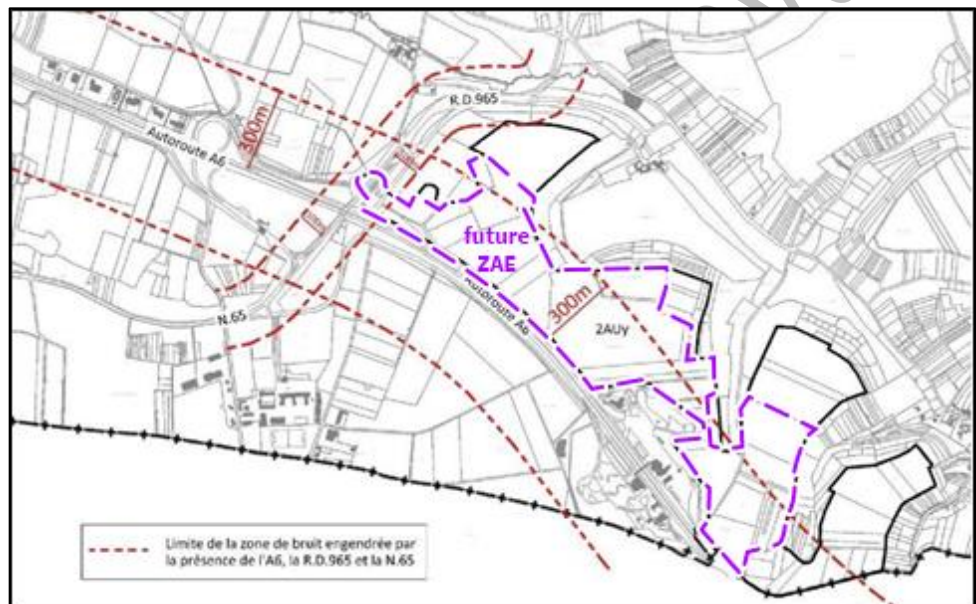 R.D.965
300m
Autoroute A6
future
ZAE
Autoroute A6
300m
2AUY
N.65
Limite de la zone de bruit engendrée par
la présence de l'A6, la R.D.965 et la N.65